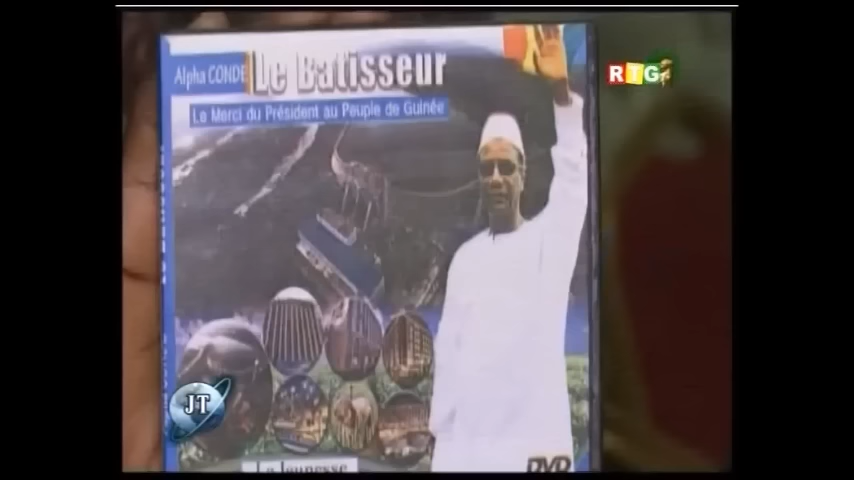 Alpha CONDE
Le Batisseur
Le Merci du Président au Peuple de Guinée
RTG
JT
La Jeunesse
DVD